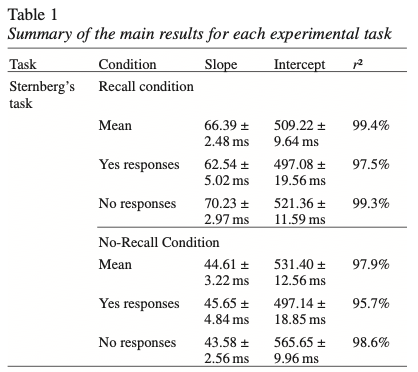 Table 1
Summary of the main results for each experimental task
Task Condition Slope Intercept r²
Sternberg's Recall condition
task
Mean 66.39 ± 509.22 ± 99.4%
2.48 ms 9.64 ms
Yes responses 62.54 ± 497.08 ± 97.5%
5.02 ms 19.56 ms
No responses 70.23 ± 521.36 ± 99.3%
2.97 ms 11.59 ms
No-Recall Condition
Mean 44.61 ± 531.40 ± 97.9%
3.22 ms 12.56 ms
Yes responses 45.65 ± 497.14 ± 95.7%
4.84 ms 18.85 ms
No responses 43.58 ± 565.65 ± 98.6%
2.56 ms 9.96 ms